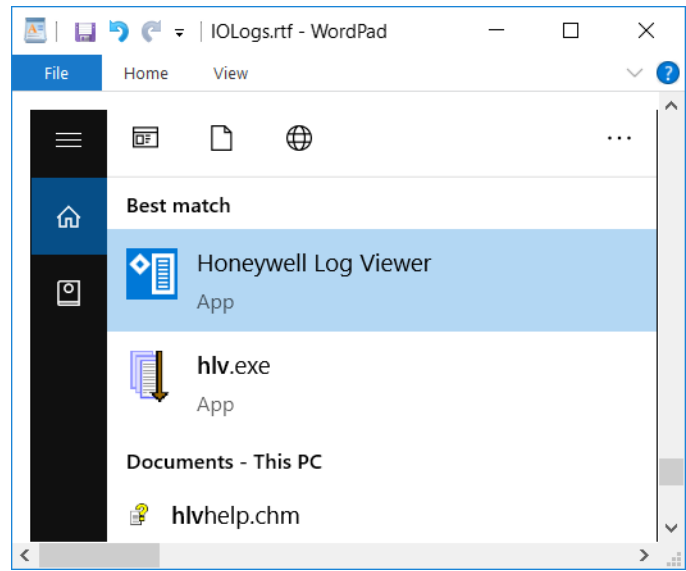 IOLogs.rtf - WordPad
File Home View
Best match
Honeywell Log Viewer
App
hlv.exe
App
Documents - This PC
hlvhelp.chm